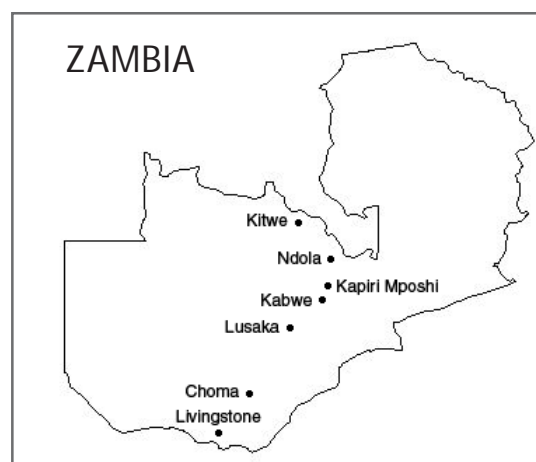 ZAMBIA
Kitwe
Ndola
Kapiri Mposhi
Kabwe
Lusaka
Choma
Livingstone